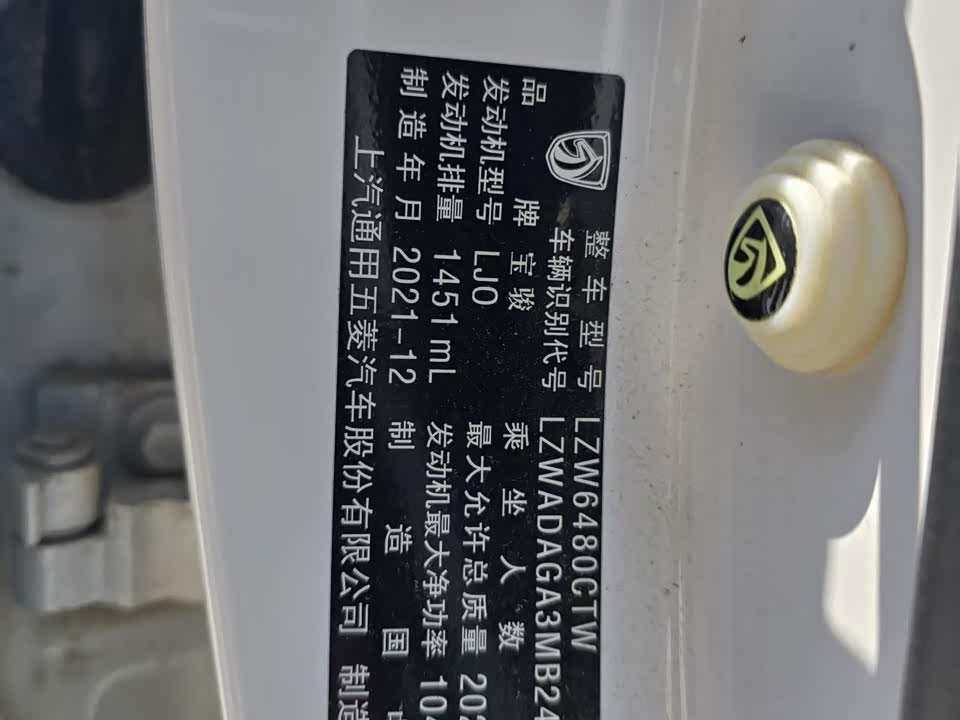 整车型号 LZW6480CTW
车辆识别代号 LZWADAGA3MB24
品牌 宝骏 乘坐人数
发动机型号 LJO 最大允许总质量 202
发动机排量 1451mL 发动机最大净功率 104
制造年月 2021-12 制造国
上汽通用五菱汽车股份有限公司 制造